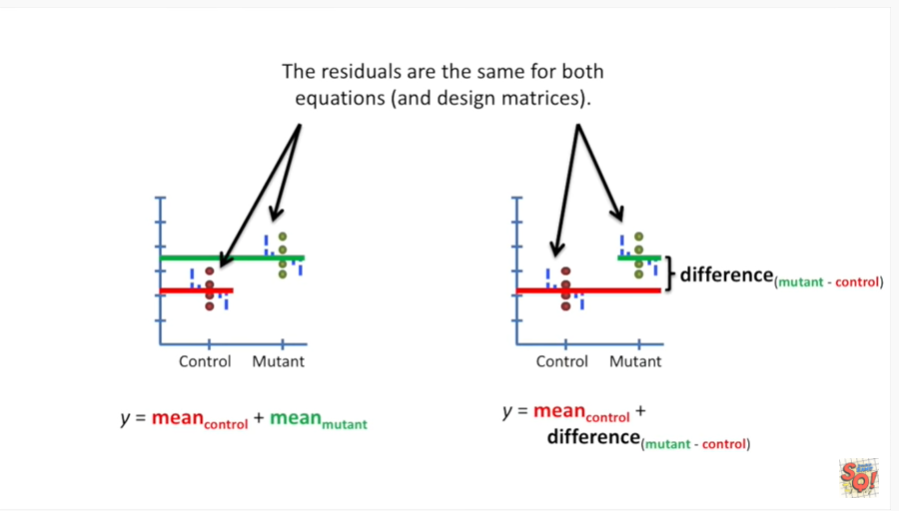 The residuals are the same for both
equations (and design matrices).
difference(mutant - control)
Control Mutant
Control Mutant
y = meancontrol + meanmutant
y = meancontrol +
difference(mutant - control)